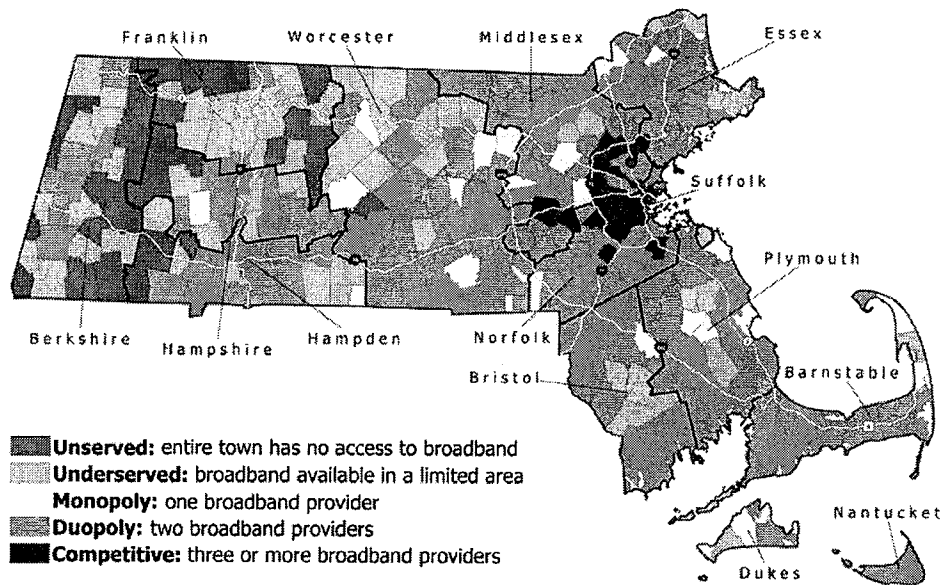 Franklin
Worcester
Middlesex
Essex
Suffolk
Plymouth
Berkshire
Hampshire
Hampden
Norfolk
Bristol
Barnstable
Unserved: entire town has no access to broadband
Underserved: broadband available in a limited area
Monopoly: one broadband provider
Duopoly: two broadband providers
Competitive: three or more broadband providers
Nantucket
Dukes